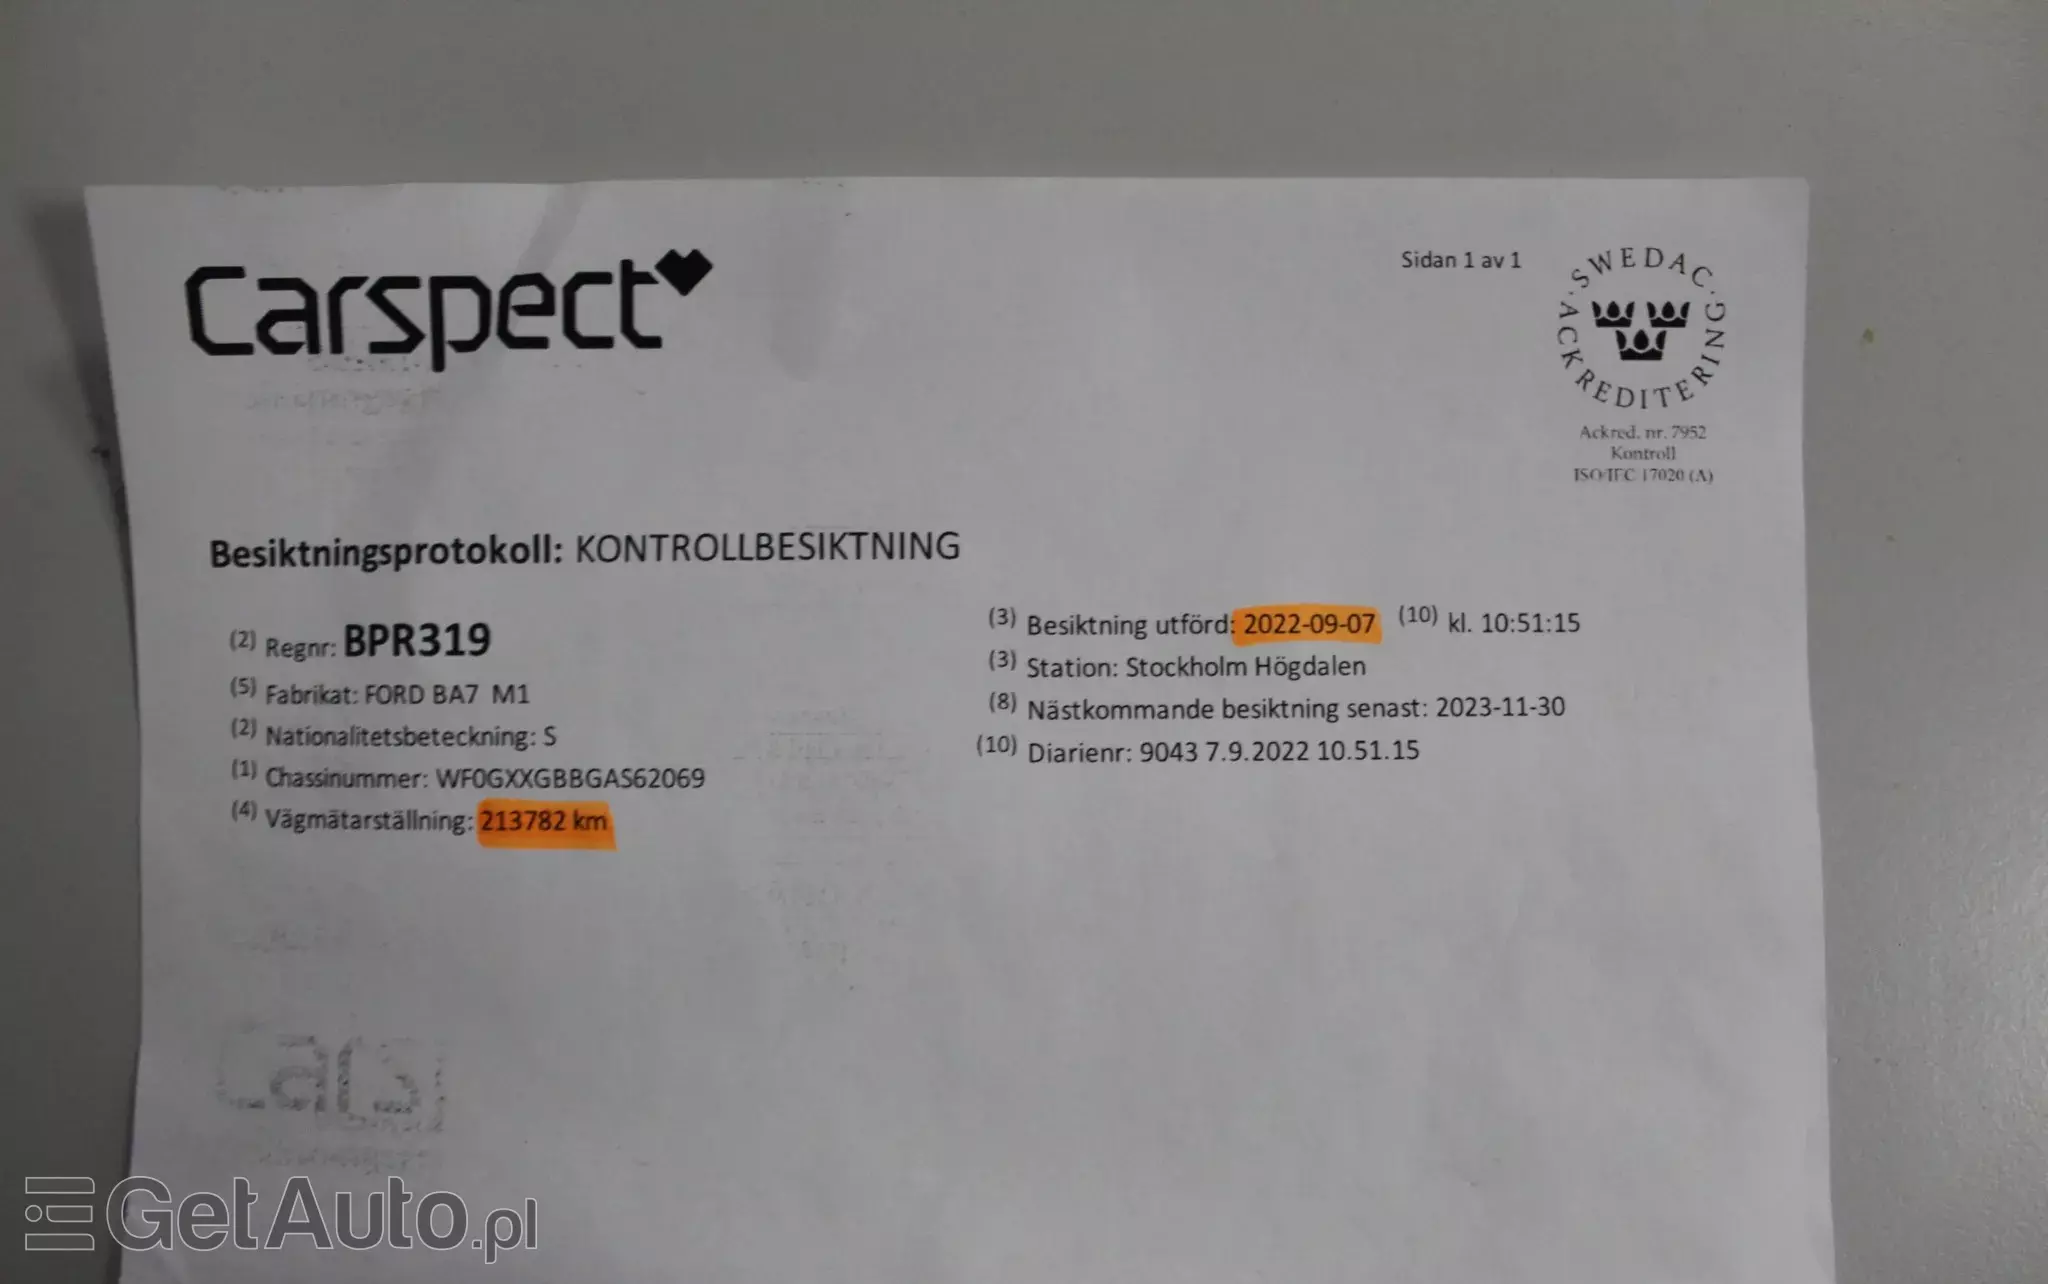 Carspect
Sidan 1 av 1
SWEDAC ACKREDITERING
Ackred. nr. 7952
Kontroll
ISO/IEC 17020 (A)
Besiktningsprotokoll: KONTROLLBESIKTNING
(2) Regnr: BPR319
(5) Fabrikat: FORD BA7 M1
(2) Nationalitetsbeteckning: S
(1) Chassinummer: WF0GXXGBBGAS62069
(4) Vägmätarställning: 213782 km
(3) Besiktning utförd: 2022-09-07 (10) kl. 10:51:15
(3) Station: Stockholm Högdalen
(8) Nästkommande besiktning senast: 2023-11-30
(10) Diarienr: 9043 7.9.2022 10.51.15
GetAuto.pl